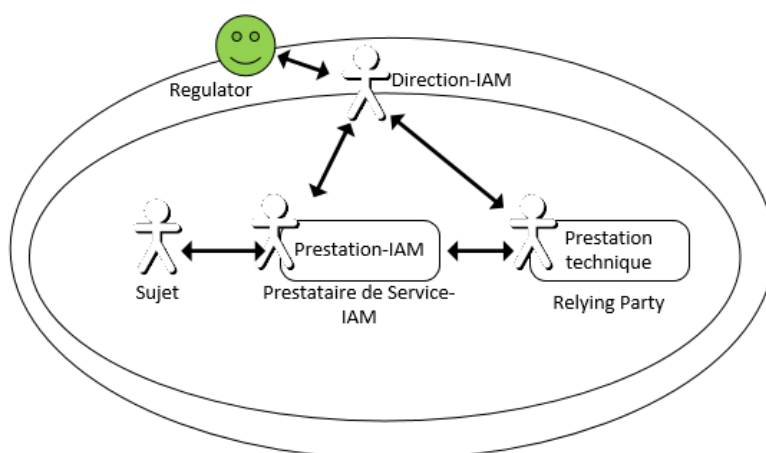 Regulator
Direction-IAM
Sujet
Prestation-IAM
Prestataire de Service-
IAM
Prestation
technique
Relying Party